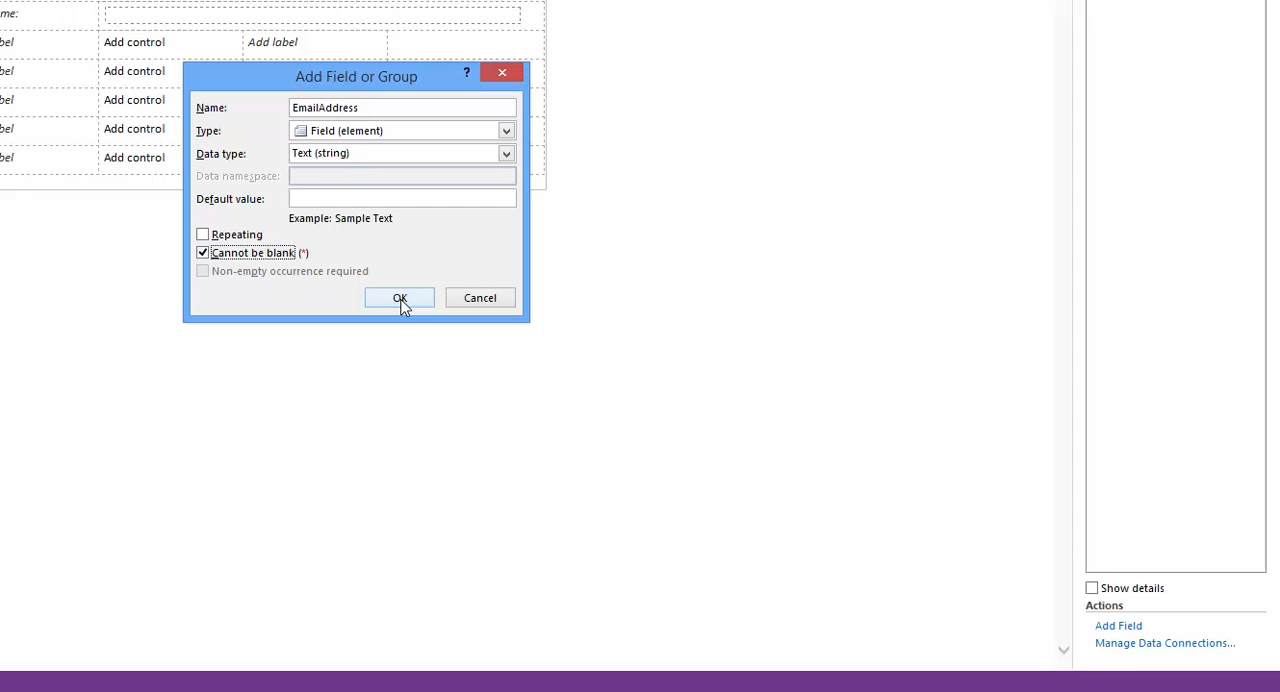 me:
bel Add control Add label
bel Add control
bel Add control
bel Add control
bel Add control
Add Field or Group ?
Name: EmailAddress
Type: Field (element)
Data type: Text (string)
Data namespace:
Default value:
Example: Sample Text
Repeating
Cannot be blank (*)
Non-empty occurrence required
OK Cancel
Show details
Actions
Add Field
Manage Data Connections...